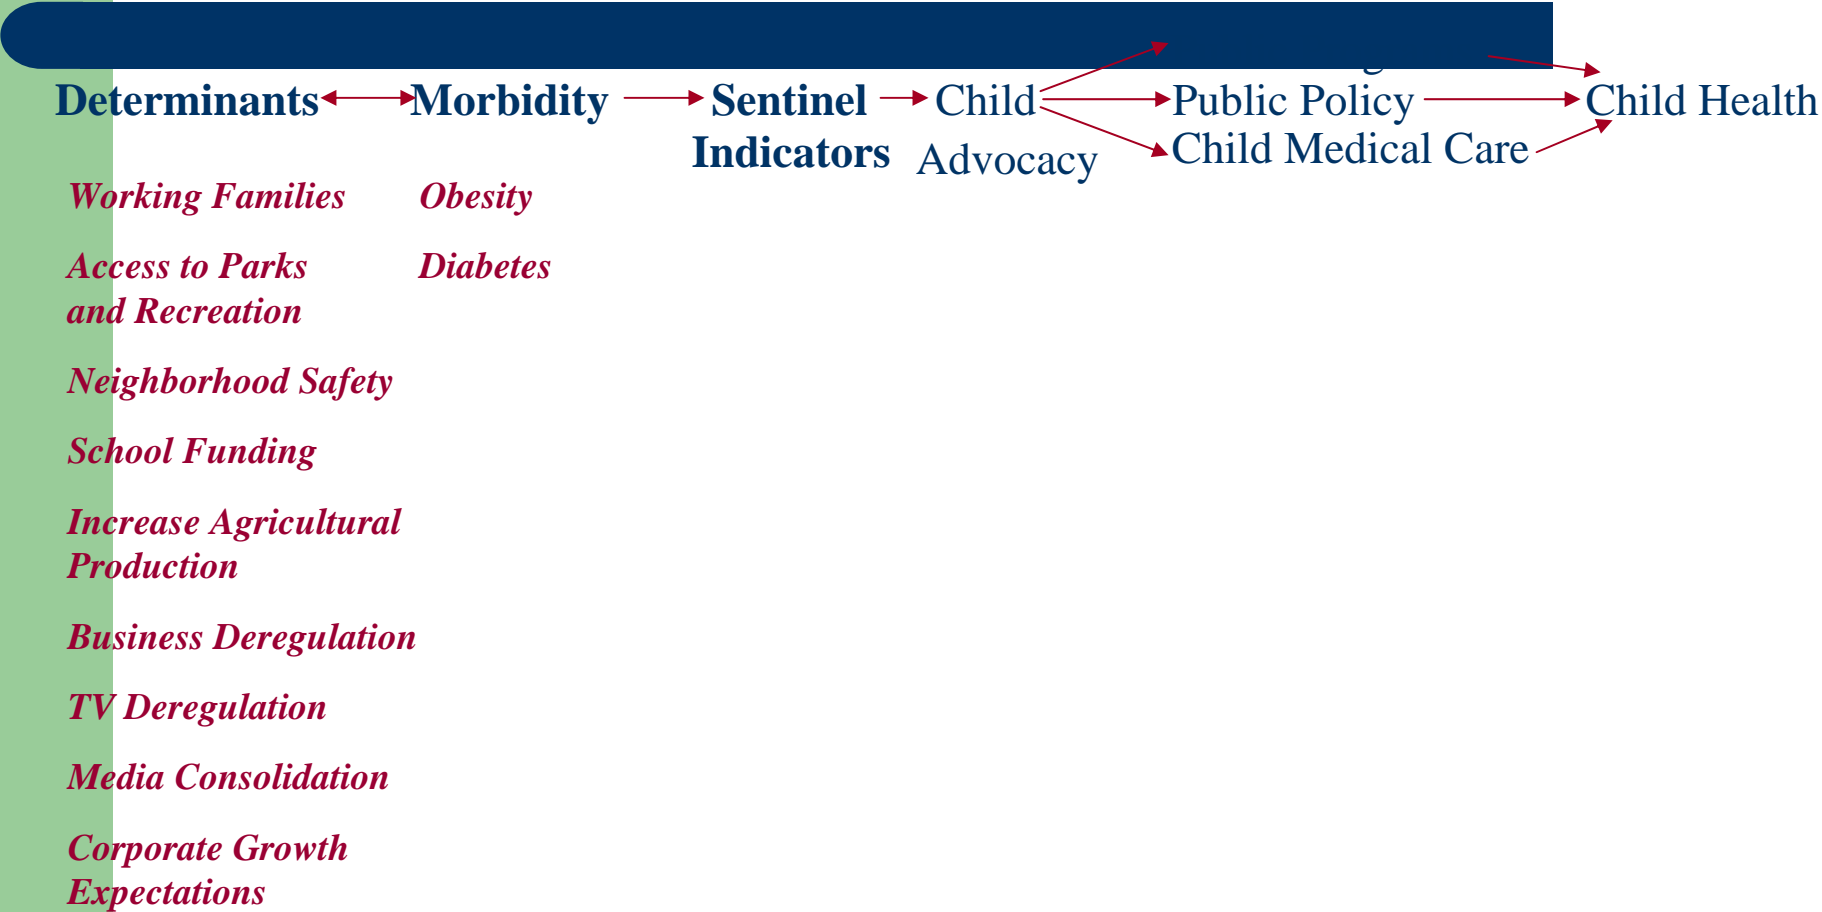 Determinants Morbidity Sentinel Child Public Policy Child Health
Indicators Advocacy Child Medical Care
Working Families Obesity
Access to Parks Diabetes
and Recreation
Neighborhood Safety
School Funding
Increase Agricultural
Production
Business Deregulation
TV Deregulation
Media Consolidation
Corporate Growth
Expectations